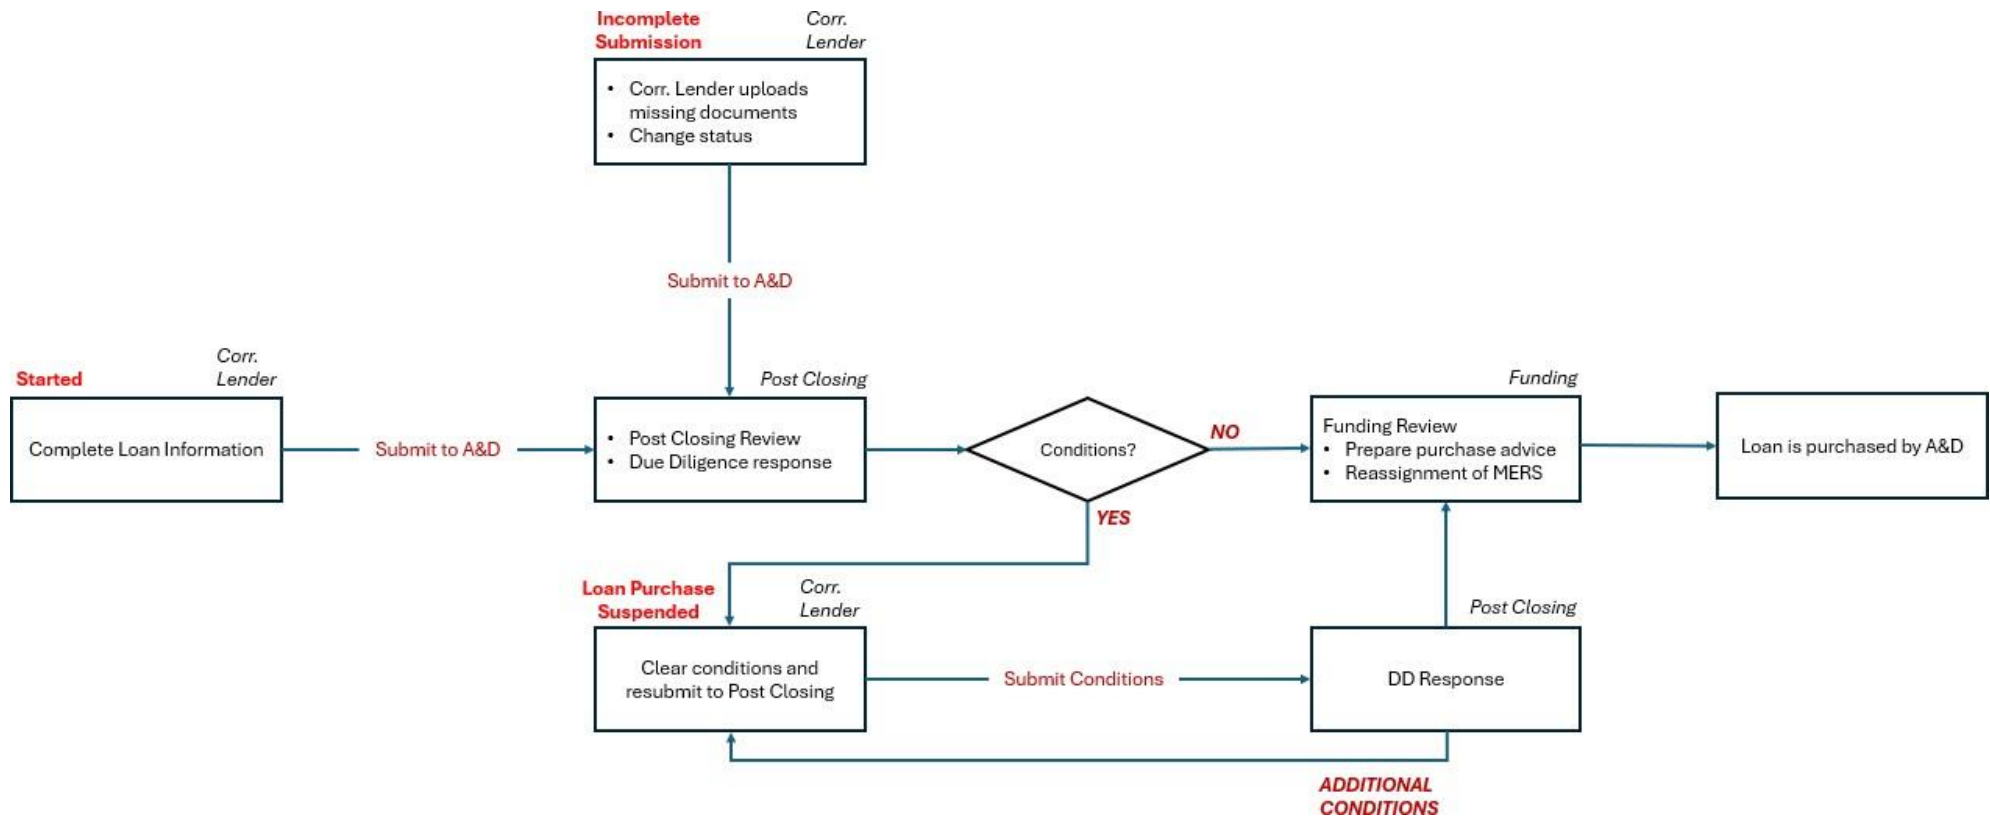 Incomplete
Submission
Corr.
Lender
• Corr. Lender uploads
missing documents
• Change status
Submit to A&D
Started
Corr.
Lender
Complete Loan Information
Submit to A&D
Post Closing
• Post Closing Review
• Due Diligence response
Conditions?
NO
YES
Funding
Funding Review
• Prepare purchase advice
• Reassignment of MERS
Loan is purchased by A&D
Loan Purchase
Suspended
Corr.
Lender
Clear conditions and
resubmit to Post Closing
Submit Conditions
Post Closing
DD Response
ADDITIONAL
CONDITIONS